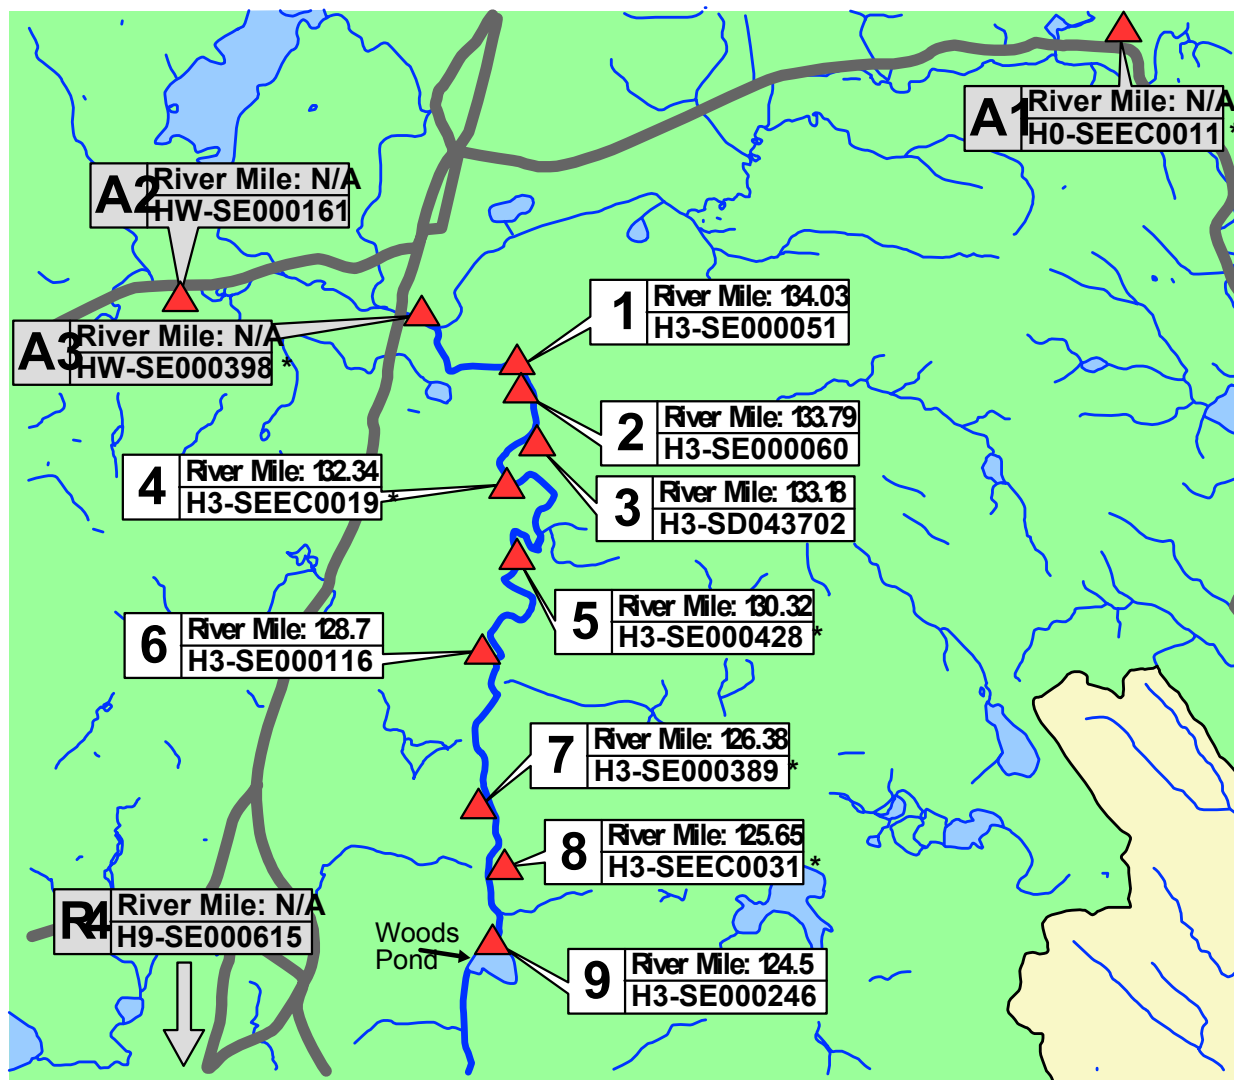 A1
River Mile: N/A
H0-SEEC0011 *
A2
River Mile: N/A
HW-SE000161
1
River Mile: 134.03
H3-SE000051
A3
River Mile: N/A
HW-SE000398 *
2
River Mile: 133.79
H3-SE000060
4
River Mile: 132.34
H3-SEEC0019 *
3
River Mile: 133.18
H3-SD043702
5
River Mile: 130.32
H3-SE000428 *
6
River Mile: 128.7
H3-SE000116
7
River Mile: 126.38
H3-SE000389 *
8
River Mile: 125.65
H3-SEEC0031 *
R4
River Mile: N/A
H9-SE000615
Woods
Pond
9
River Mile: 124.5
H3-SE000246